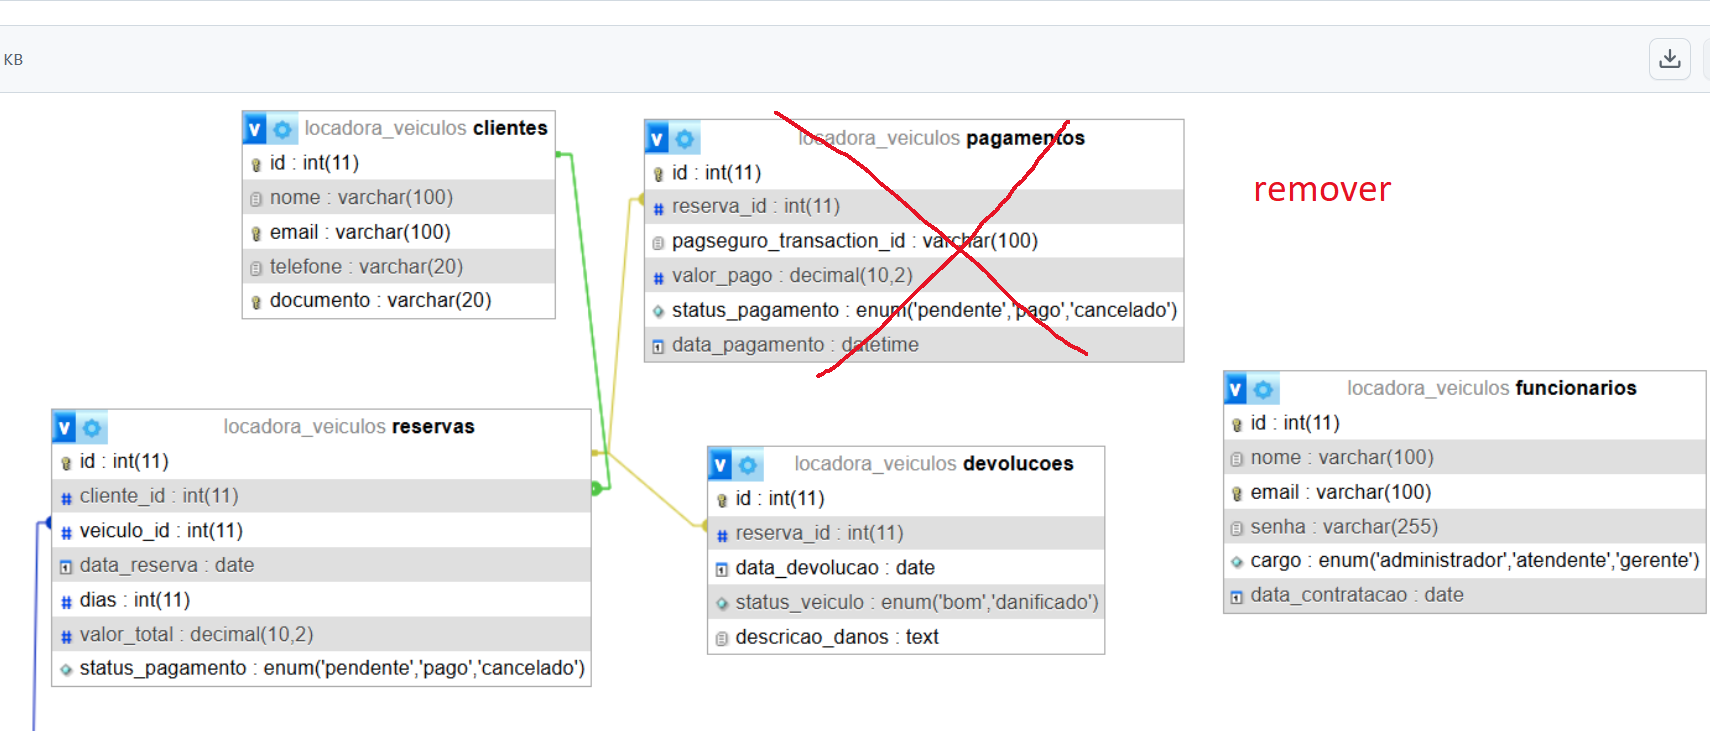 KB
V locadora_veiculos clientes
id : int(11)
nome : varchar(100)
email : varchar(100)
telefone : varchar(20)
documento : varchar(20)
V locadora_veiculos pagamentos
id : int(11)
# reserva_id : int(11)
pagseguro_transaction_id : varchar(100)
# valor_pago : decimal(10,2)
status_pagamento : enum('pendente','pago','cancelado')
data_pagamento : datetime
remover
V locadora_veiculos reservas
id : int(11)
# cliente_id : int(11)
# veiculo_id : int(11)
data_reserva : date
# dias : int(11)
# valor_total : decimal(10,2)
status_pagamento : enum('pendente','pago','cancelado')
V locadora_veiculos devolucoes
id : int(11)
# reserva_id : int(11)
data_devolucao : date
status_veiculo : enum('bom','danificado')
descricao_danos : text
V locadora_veiculos funcionarios
id : int(11)
nome : varchar(100)
email : varchar(100)
senha : varchar(255)
cargo : enum('administrador','atendente','gerente')
data_contratacao : date